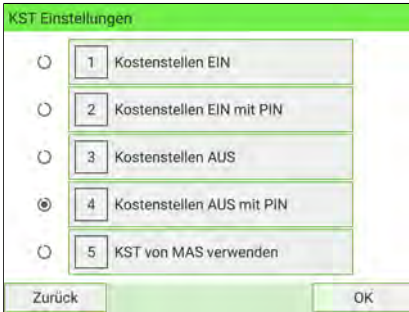 KST Einstellungen
1 Kostenstellen EIN
2 Kostenstellen EIN mit PIN
3 Kostenstellen AUS
4 Kostenstellen AUS mit PIN
5 KST von MAS verwenden
Zurück OK